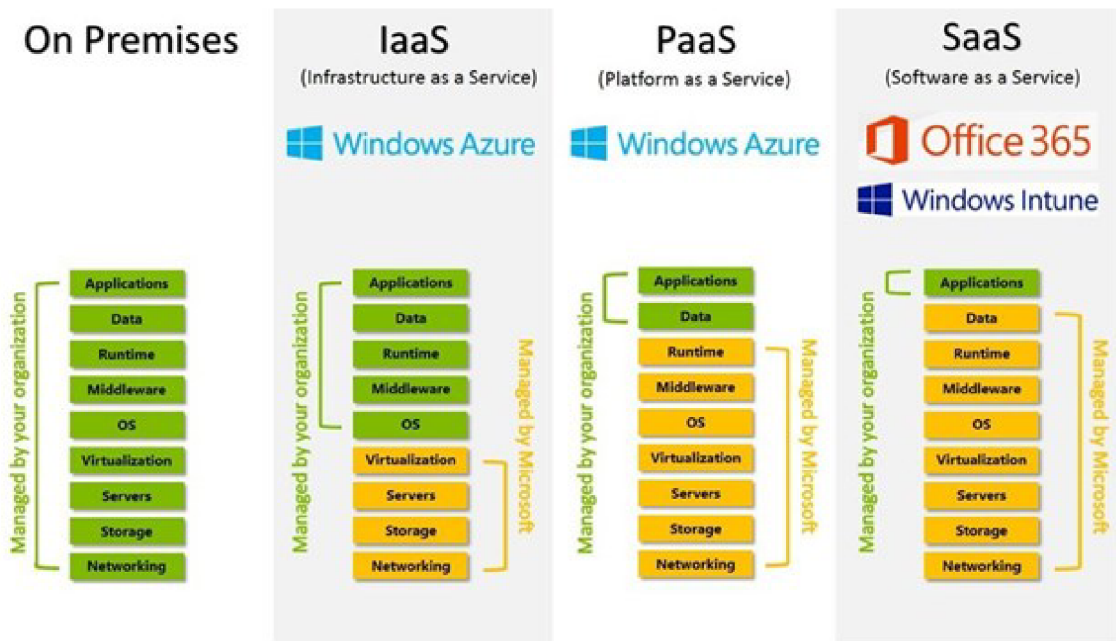 On Premises
Managed by your organization
Applications
Data
Runtime
Middleware
OS
Virtualization
Servers
Storage
Networking
IaaS
(Infrastructure as a Service)
Windows Azure
Managed by your organization
Applications
Data
Runtime
Middleware
OS
Virtualization
Servers
Storage
Networking
Managed by Microsoft
PaaS
(Platform as a Service)
Windows Azure
Managed by your organization
Applications
Data
Runtime
Middleware
OS
Virtualization
Servers
Storage
Networking
Managed by Microsoft
SaaS
(Software as a Service)
Office 365
Windows Intune
Managed by your organization
Applications
Data
Runtime
Middleware
OS
Virtualization
Servers
Storage
Networking
Managed by Microsoft